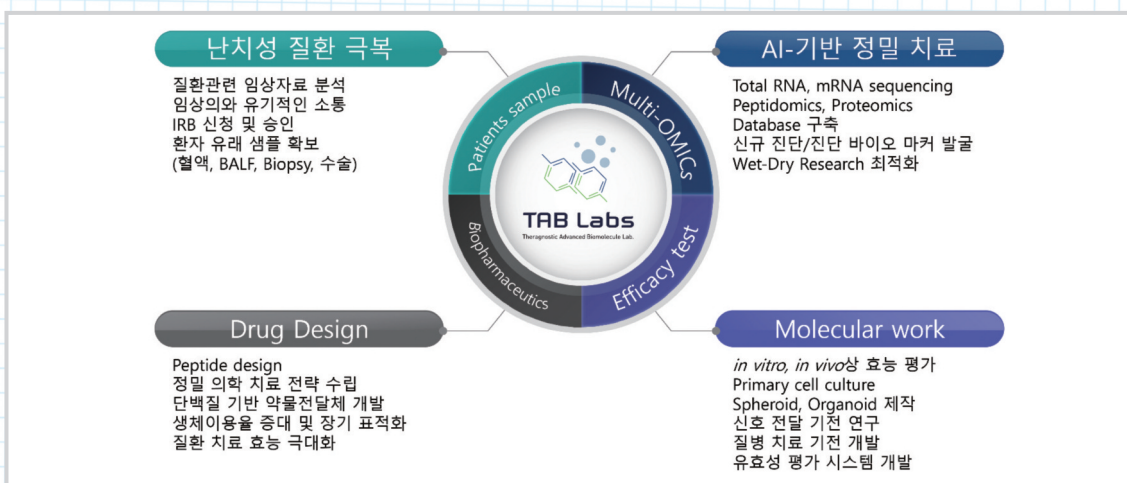 난치성 질환 극복
질환관련 임상자료 분석
임상의와 유기적인 소통
IRB 신청 및 승인
환자 유래 샘플 확보
(혈액, BALF, Biopsy, 수술)
AI-기반 정밀 치료
Total RNA, mRNA sequencing
Peptidomics, Proteomics
Database 구축
신규 진단/진단 바이오 마커 발굴
Wet-Dry Research 최적화
Patients sample
Multi-OMICs
TAB Labs
Theragnostic Advanced Biomolecule Lab.
Biopharmaceutics
Efficacy test
Drug Design
Peptide design
정밀 의학 치료 전략 수립
단백질 기반 약물전달체 개발
생체이용율 증대 및 장기 표적화
질환 치료 효능 극대화
Molecular work
in vitro, in vivo상 효능 평가
Primary cell culture
Spheroid, Organoid 제작
신호 전달 기전 연구
질병 치료 기전 개발
유효성 평가 시스템 개발